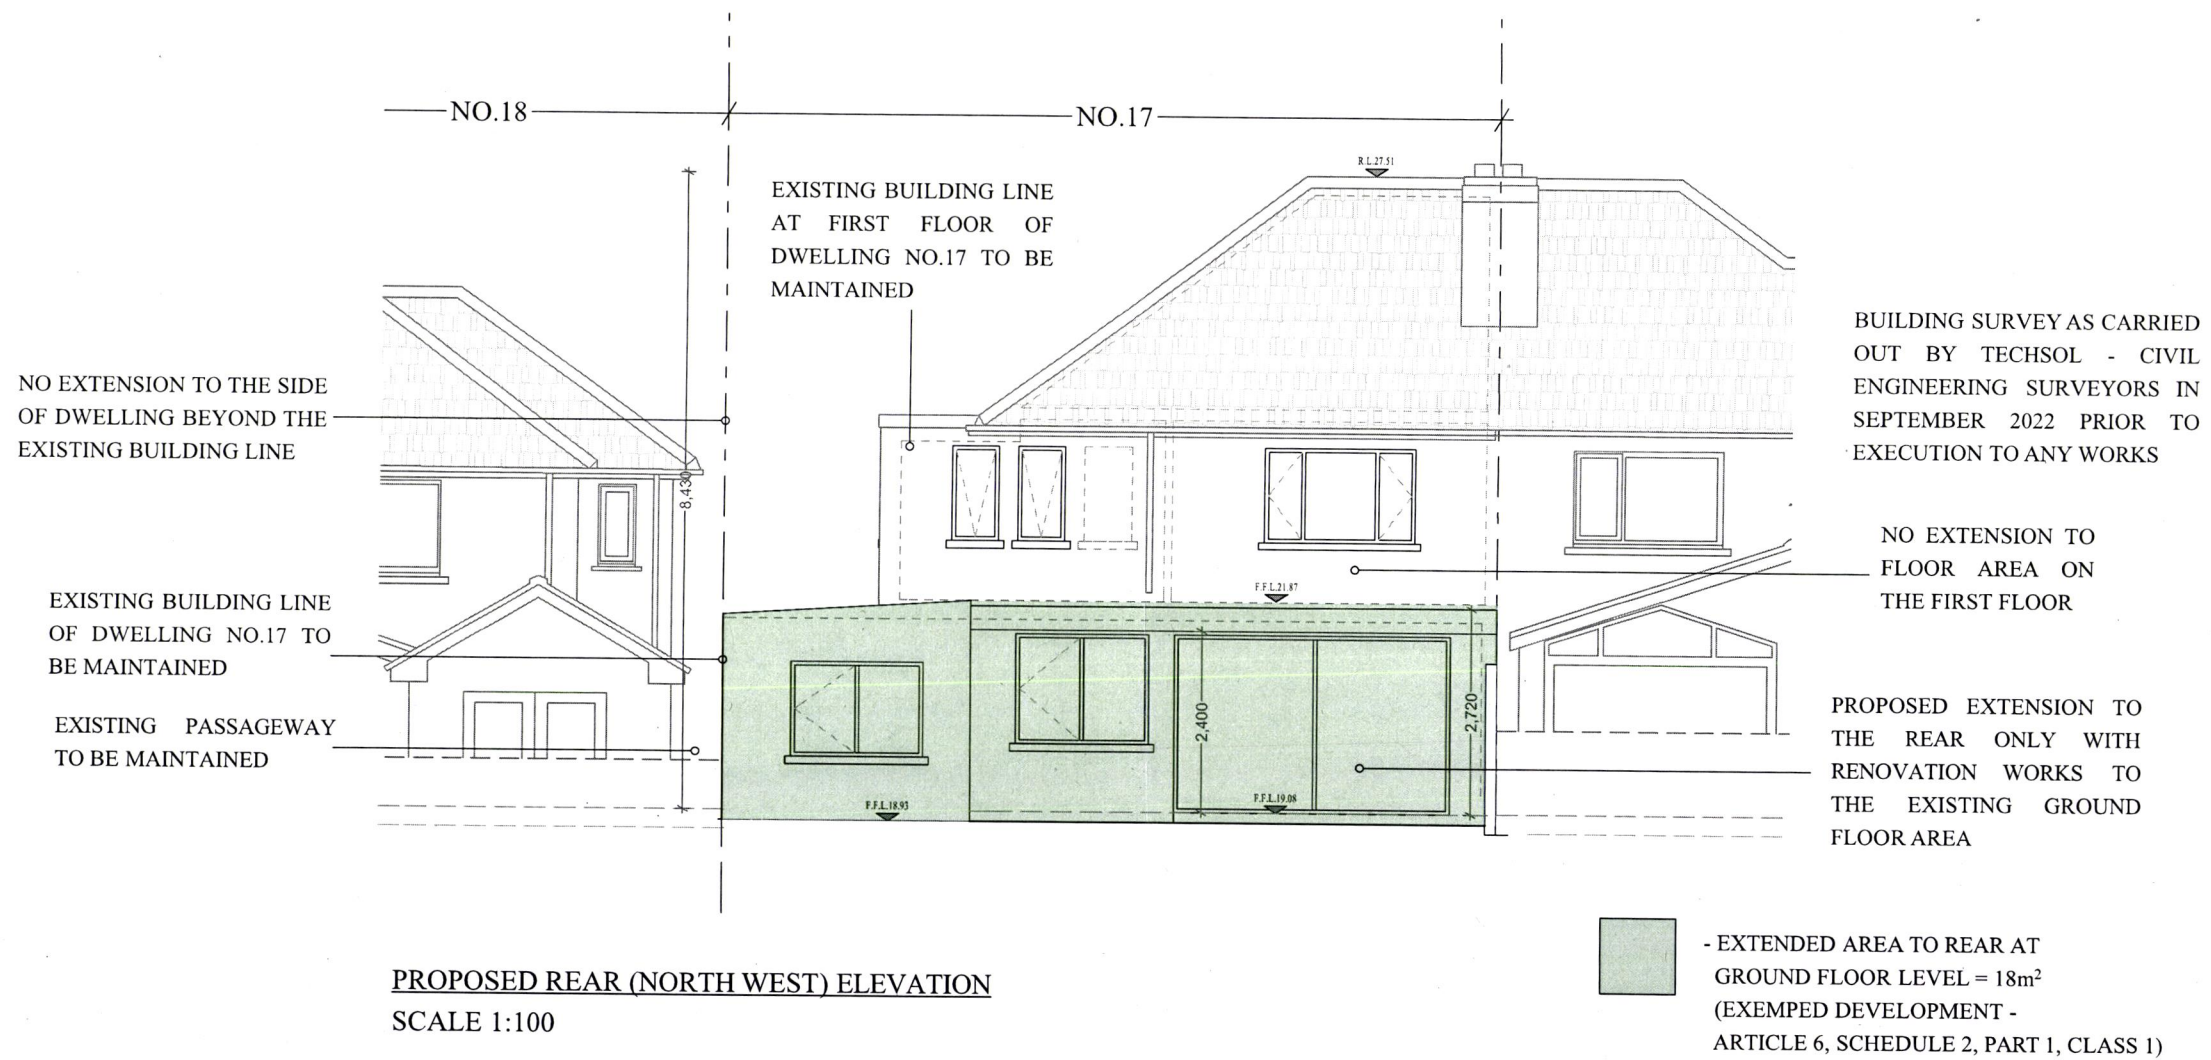 NO.18
NO.17
R.L.27.51
EXISTING BUILDING LINE
AT FIRST FLOOR OF
DWELLING NO.17 TO BE
MAINTAINED
BUILDING SURVEY AS CARRIED
OUT BY TECHSOL - CIVIL
ENGINEERING SURVEYORS IN
SEPTEMBER 2022 PRIOR TO
EXECUTION TO ANY WORKS
NO EXTENSION TO THE SIDE
OF DWELLING BEYOND THE
EXISTING BUILDING LINE
8,430
NO EXTENSION TO
FLOOR AREA ON
THE FIRST FLOOR
F.F.L.21.87
EXISTING BUILDING LINE
OF DWELLING NO.17 TO
BE MAINTAINED
EXISTING PASSAGEWAY
TO BE MAINTAINED
2,400
2,720
PROPOSED EXTENSION TO
THE REAR ONLY WITH
RENOVATION WORKS TO
THE EXISTING GROUND
FLOOR AREA
F.F.L.18.93
F.F.L.19.08
- EXTENDED AREA TO REAR AT
GROUND FLOOR LEVEL = 18m²
(EXEMPED DEVELOPMENT -
ARTICLE 6, SCHEDULE 2, PART 1, CLASS 1)
PROPOSED REAR (NORTH WEST) ELEVATION
SCALE 1:100